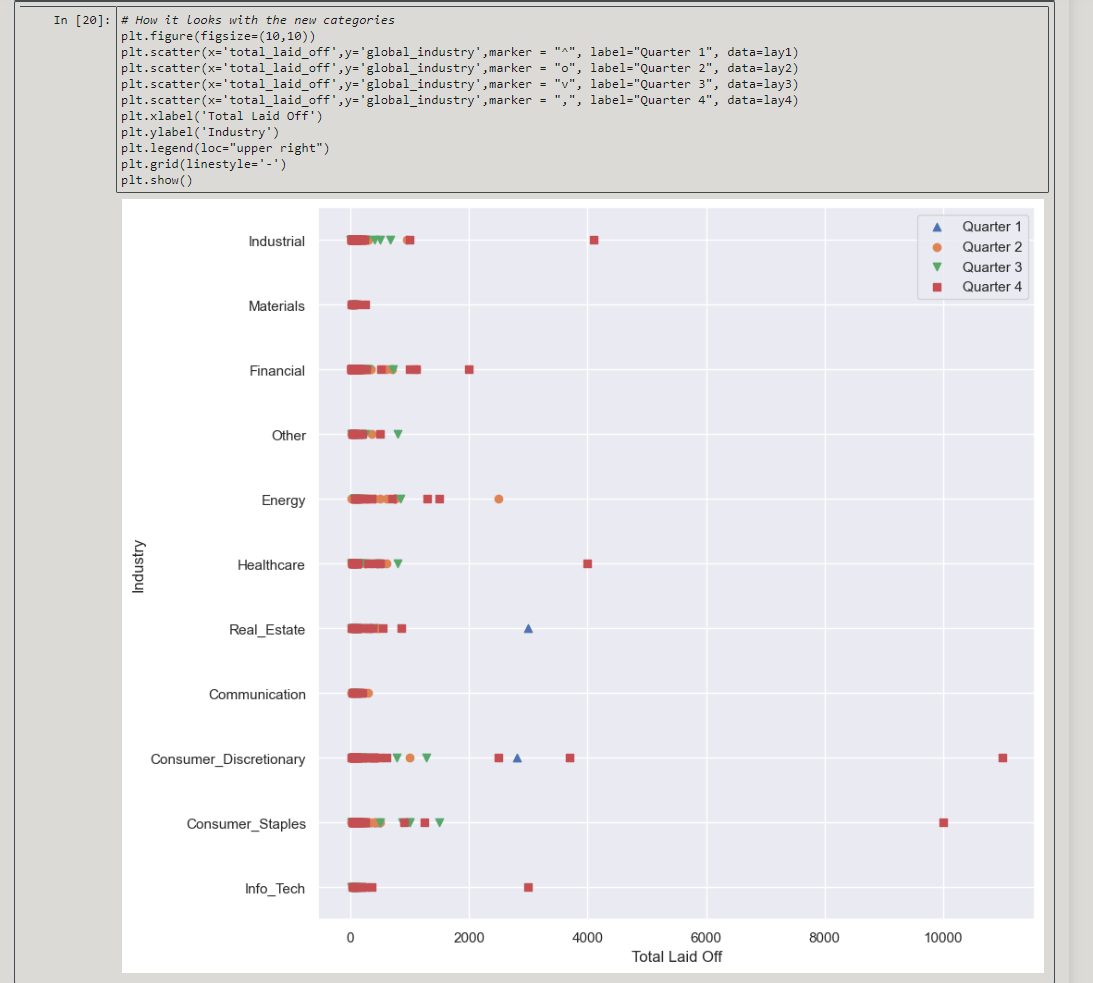 In [20]: # How it looks with the new categories
plt.figure(figsize=(10,10))
plt.scatter(x='total_laid_off',y='global_industry',marker = "^", label="Quarter 1", data=lay1)
plt.scatter(x='total_laid_off',y='global_industry',marker = "o", label="Quarter 2", data=lay2)
plt.scatter(x='total_laid_off',y='global_industry',marker = "v", label="Quarter 3", data=lay3)
plt.scatter(x='total_laid_off',y='global_industry',marker = ",", label="Quarter 4", data=lay4)
plt.xlabel('Total Laid Off')
plt.ylabel('Industry')
plt.legend(loc="upper right")
plt.grid(linestyle='-')
plt.show()
Quarter 1
Quarter 2
Quarter 3
Quarter 4
Industrial
Materials
Financial
Other
Energy
Healthcare
Real_Estate
Communication
Consumer_Discretionary
Consumer_Staples
Info_Tech
Industry
0 2000 4000 6000 8000 10000
Total Laid Off